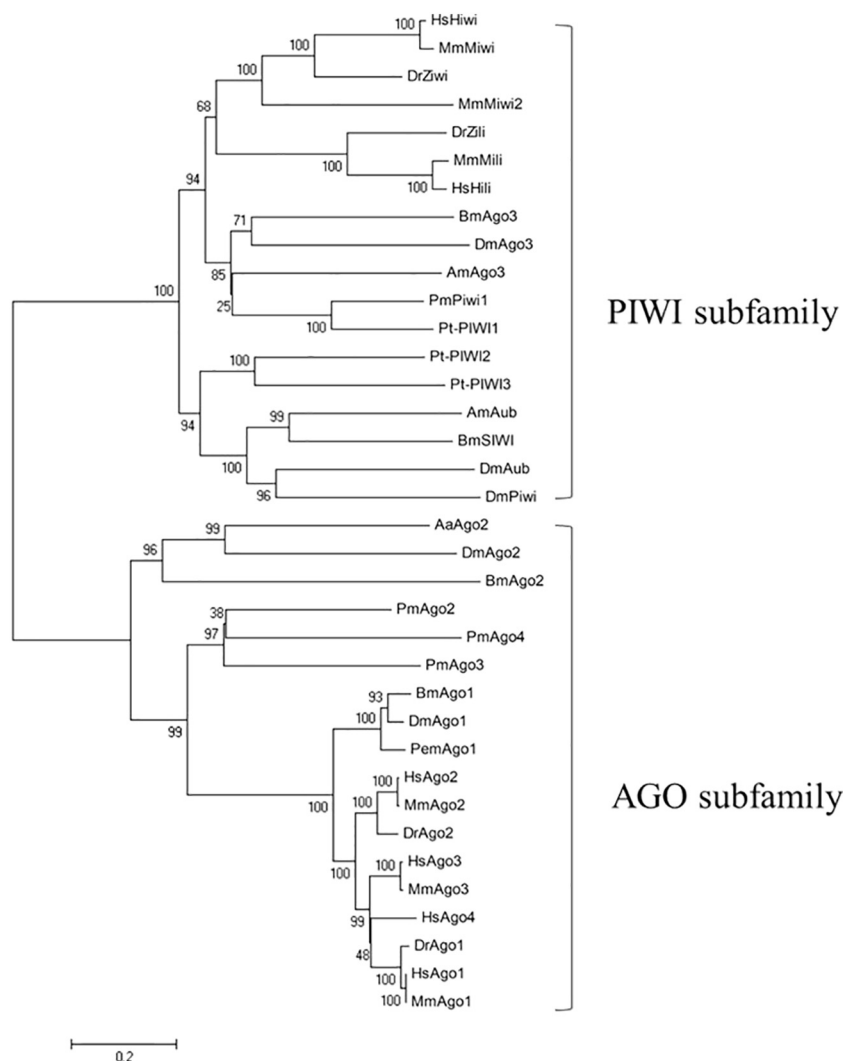 HsHiwi
100
MmMiwi
100
DrZiwi
100
MmMiwi2
68
DrZili
MmMili
100
100
HsHili
94
BmAgo3
71
DmAgo3
AmAgo3
85
PmPiwi1
25
100
Pt-PIWI1
100
PIWI subfamily
Pt-PIWI2
100
Pt-PIWI3
AmAub
99
94
BmSIWI
100
DmAub
96
DmPiwi
AaAgo2
99
DmAgo2
96
BmAgo2
PmAgo2
38
97
PmAgo4
PmAgo3
BmAgo1
93
DmAgo1
100
99
PemAgo1
HsAgo2
100
MmAgo2
100
AGO subfamily
100
DrAgo2
HsAgo3
100
100
MmAgo3
HsAgo4
99
DrAgo1
48
HsAgo1
100
MmAgo1
100
0.2